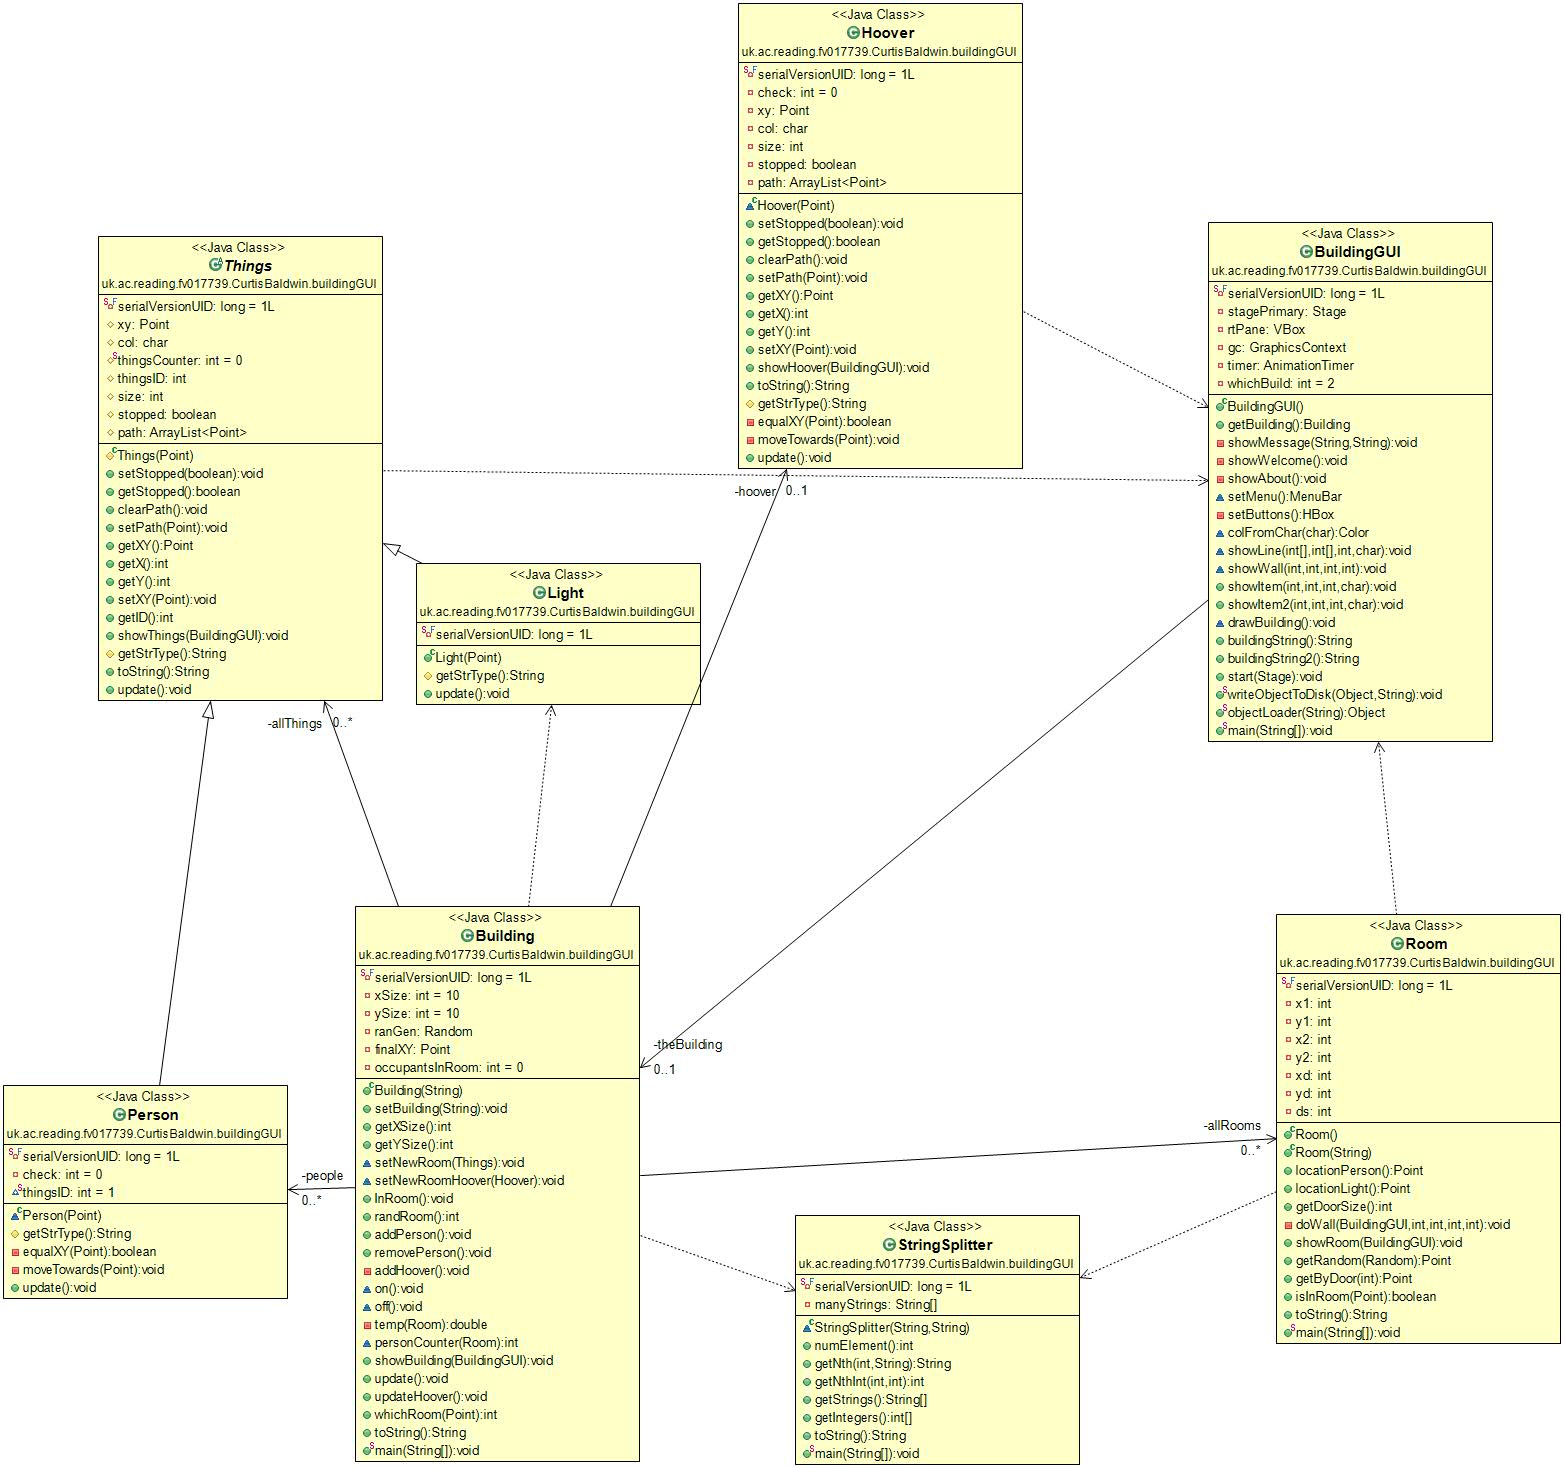 <<Java Class>>
Hoover
uk.ac.reading.fv017739.CurtisBaldwin.buildingGUI
serialVersionUID: long = 1L
check: int = 0
xy: Point
col: char
size: int
stopped: boolean
path: ArrayList<Point>
Hoover(Point)
setStopped(boolean):void
getStopped():boolean
clearPath():void
setPath(Point):void
getXY():Point
getX():int
getY():int
setXY(Point):void
showHoover(BuildingGUI):void
toString():String
getStrType():String
equalXY(Point):boolean
moveTowards(Point):void
update():void
<<Java Class>>
Things
uk.ac.reading.fv017739.CurtisBaldwin.buildingGUI
serialVersionUID: long = 1L
xy: Point
col: char
thingsCounter: int = 0
thingsID: int
size: int
stopped: boolean
path: ArrayList<Point>
Things(Point)
setStopped(boolean):void
getStopped():boolean
clearPath():void
setPath(Point):void
getXY():Point
getX():int
getY():int
setXY(Point):void
getID():int
showThings(BuildingGUI):void
getStrType():String
toString():String
update():void
<<Java Class>>
BuildingGUI
uk.ac.reading.fv017739.CurtisBaldwin.buildingGUI
serialVersionUID: long = 1L
stagePrimary: Stage
rtPane: VBox
gc: GraphicsContext
timer: AnimationTimer
whichBuild: int = 2
BuildingGUI()
getBuilding():Building
showMessage(String,String):void
showWelcome():void
showAbout():void
setMenu():MenuBar
setButtons():HBox
colFromChar(char):Color
showLine(int[],int[],int,char):void
showWall(int,int,int,int):void
showItem(int,int,int,char):void
showItem2(int,int,int,char):void
drawBuilding():void
buildingString():String
buildingString2():String
start(Stage):void
writeObjectToDisk(Object,String):void
objectLoader(String):Object
main(String[]):void
-hoover 0..1
<<Java Class>>
Light
uk.ac.reading.fv017739.CurtisBaldwin.buildingGUI
serialVersionUID: long = 1L
Light(Point)
getStrType():String
update():void
-allThings 0..*
<<Java Class>>
Building
uk.ac.reading.fv017739.CurtisBaldwin.buildingGUI
serialVersionUID: long = 1L
xSize: int = 10
ySize: int = 10
ranGen: Random
finalXY: Point
occupantsInRoom: int = 0
Building(String)
setBuilding(String):void
getXSize():int
getYSize():int
setNewRoom(Things):void
setNewRoomHoover(Hoover):void
InRoom():void
randRoom():int
addPerson():void
removePerson():void
addHoover():void
on():void
off():void
temp(Room):double
personCounter(Room):int
showBuilding(BuildingGUI):void
update():void
updateHoover():void
whichRoom(Point):int
toString():String
main(String[]):void
-theBuilding
0..1
<<Java Class>>
Room
uk.ac.reading.fv017739.CurtisBaldwin.buildingGUI
serialVersionUID: long = 1L
x1: int
y1: int
x2: int
y2: int
xd: int
yd: int
ds: int
Room()
Room(String)
locationPerson():Point
locationLight():Point
getDoorSize():int
doWall(BuildingGUI,int,int,int,int):void
showRoom(BuildingGUI):void
getRandom(Random):Point
getByDoor(int):Point
isInRoom(Point):boolean
toString():String
main(String[]):void
-allRooms
0..*
<<Java Class>>
Person
uk.ac.reading.fv017739.CurtisBaldwin.buildingGUI
serialVersionUID: long = 1L
check: int = 0
thingsID: int = 1
Person(Point)
getStrType():String
equalXY(Point):boolean
moveTowards(Point):void
update():void
-people
0..*
<<Java Class>>
StringSplitter
uk.ac.reading.fv017739.CurtisBaldwin.buildingGUI
serialVersionUID: long = 1L
manyStrings: String[]
StringSplitter(String,String)
numElement():int
getNth(int,String):String
getNthInt(int,int):int
getStrings():String[]
getIntegers():int[]
toString():String
main(String[]):void